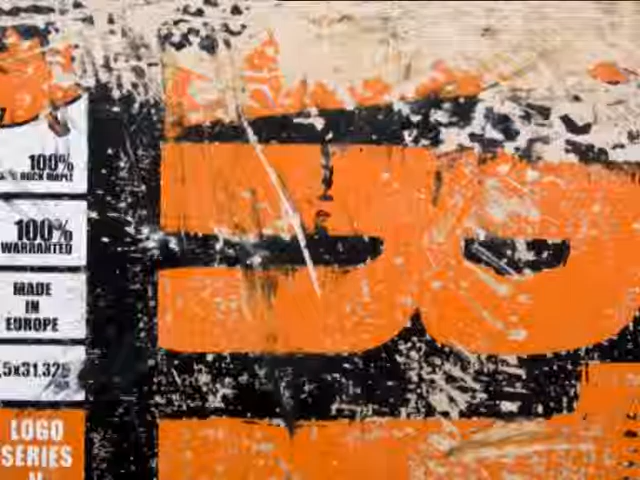 100%
ROCK MAPLE
100%
WARRANTED
MADE
IN
EUROPE
5x31.325
LOGO
SERIES